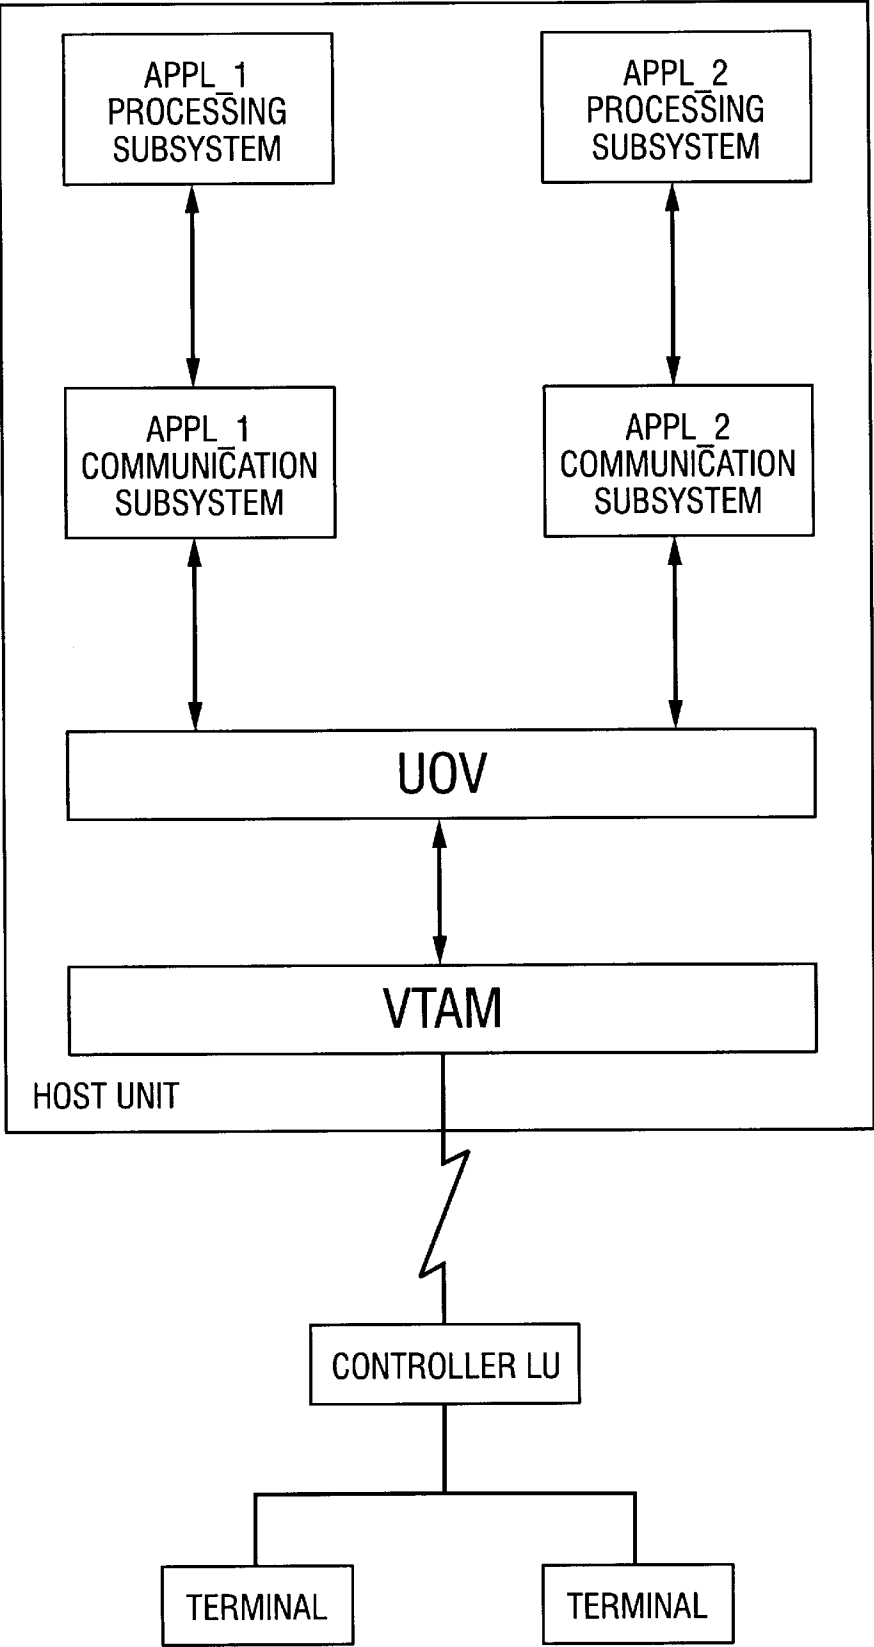 APPL_1
PROCESSING
SUBSYSTEM
APPL_2
PROCESSING
SUBSYSTEM
APPL_1
COMMUNICATION
SUBSYSTEM
APPL_2
COMMUNICATION
SUBSYSTEM
UOV
VTAM
HOST UNIT
CONTROLLER LU
TERMINAL
TERMINAL